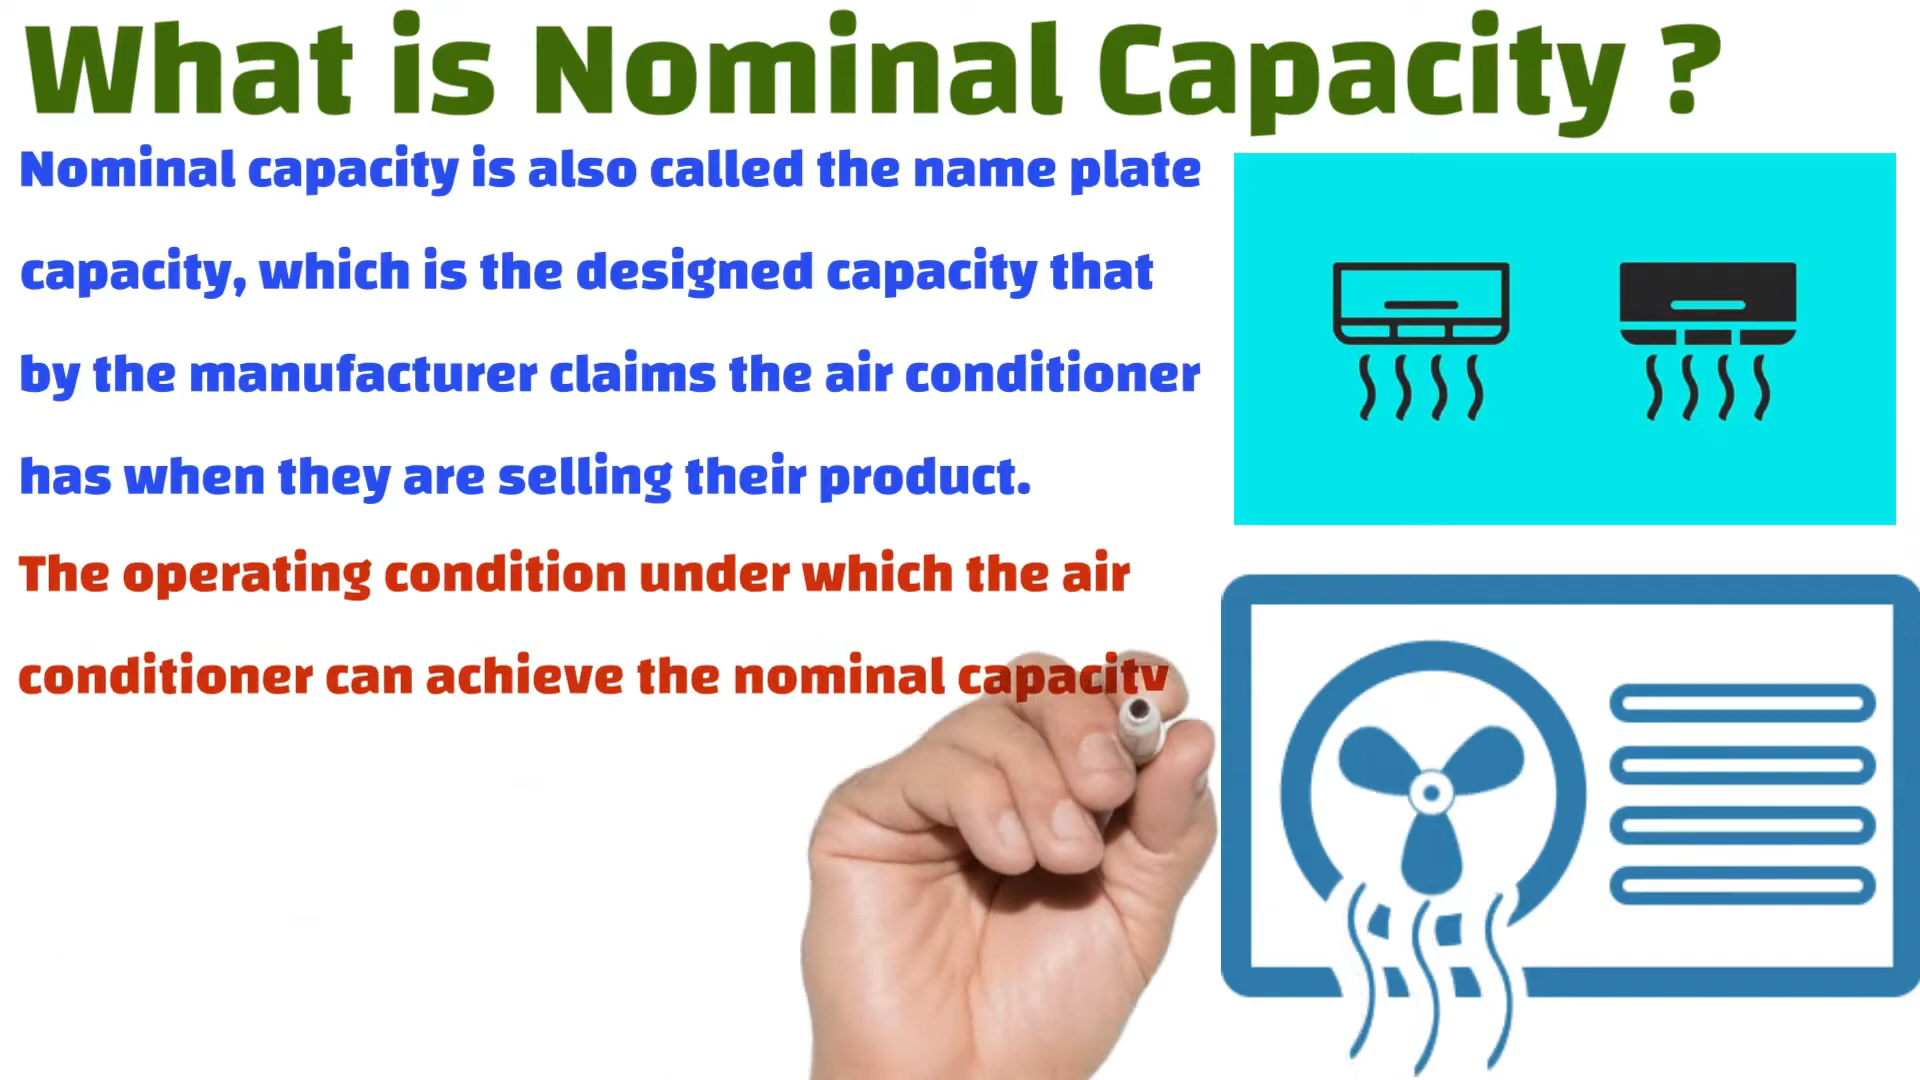 What is Nominal Capacity ?
Nominal capacity is also called the name plate
capacity, which is the designed capacity that
by the manufacturer claims the air conditioner
has when they are selling their product.
The operating condition under which the air
conditioner can achieve the nominal capacity